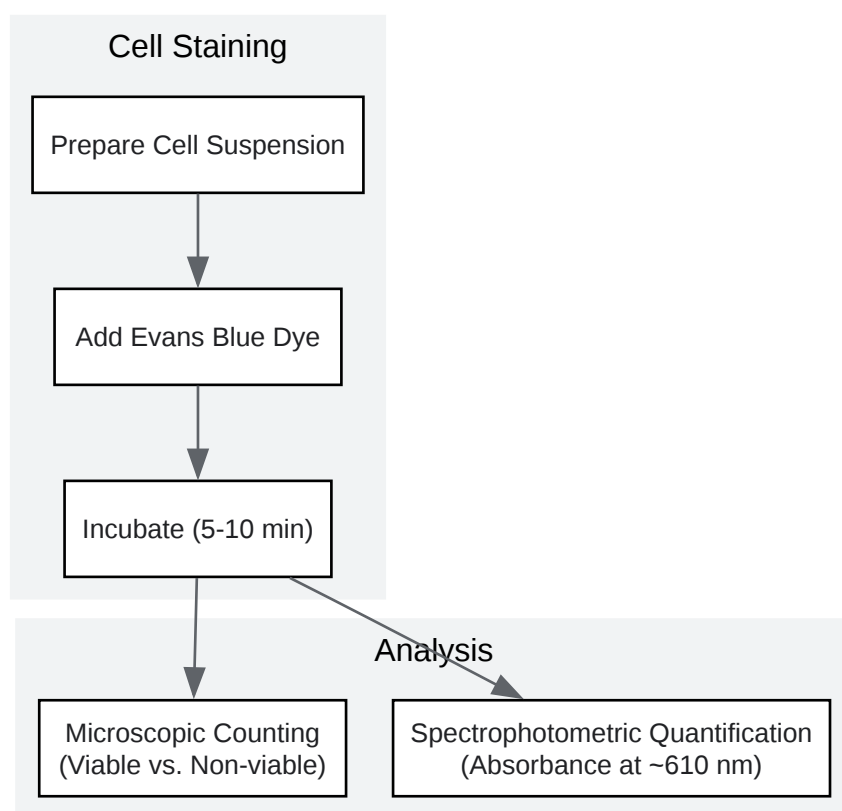 Cell Staining
Prepare Cell Suspension
Add Evans Blue Dye
Incubate (5-10 min)
Analysis
Microscopic Counting
(Viable vs. Non-viable)
Spectrophotometric Quantification
(Absorbance at ~610 nm)